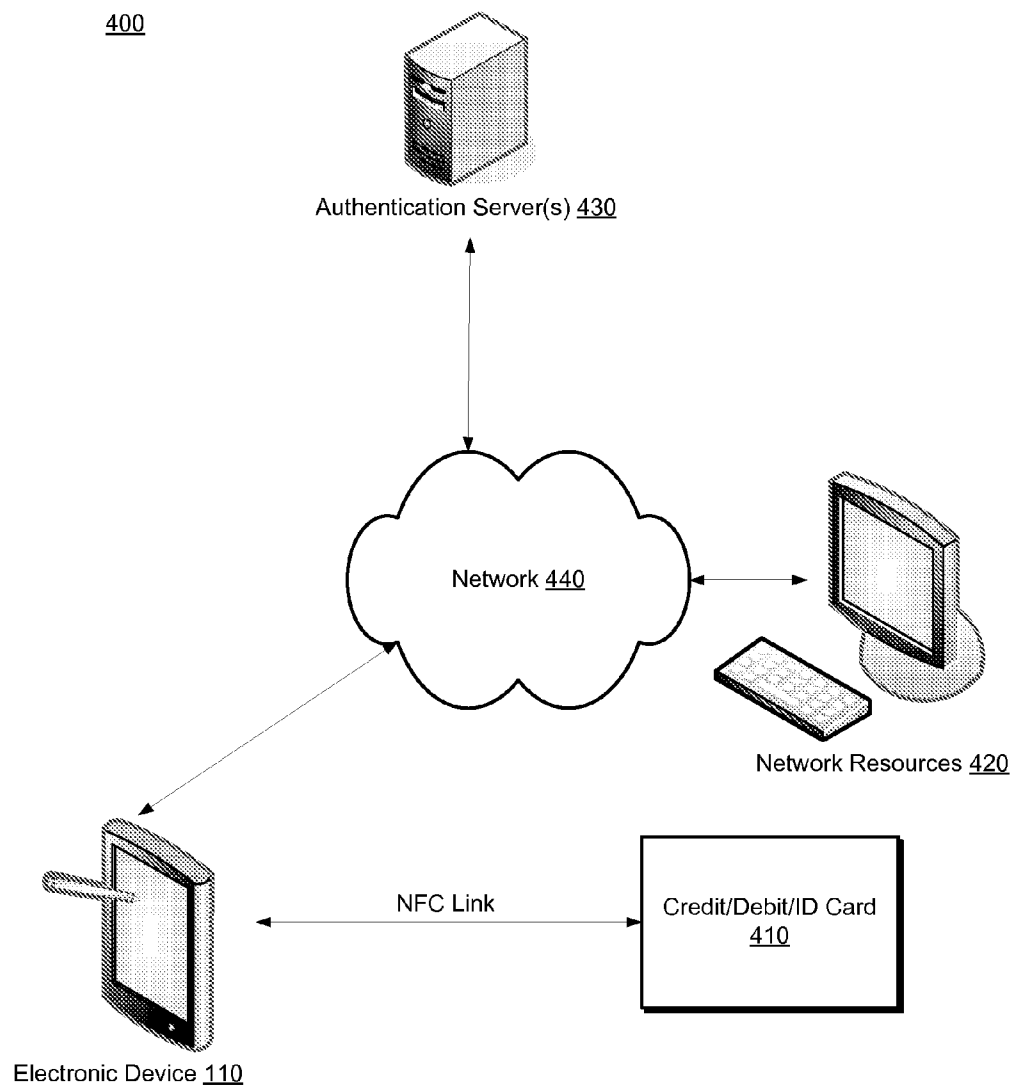 400
Authentication Server(s) 430
Network 440
Network Resources 420
NFC Link
Credit/Debit/ID Card
410
Electronic Device 110